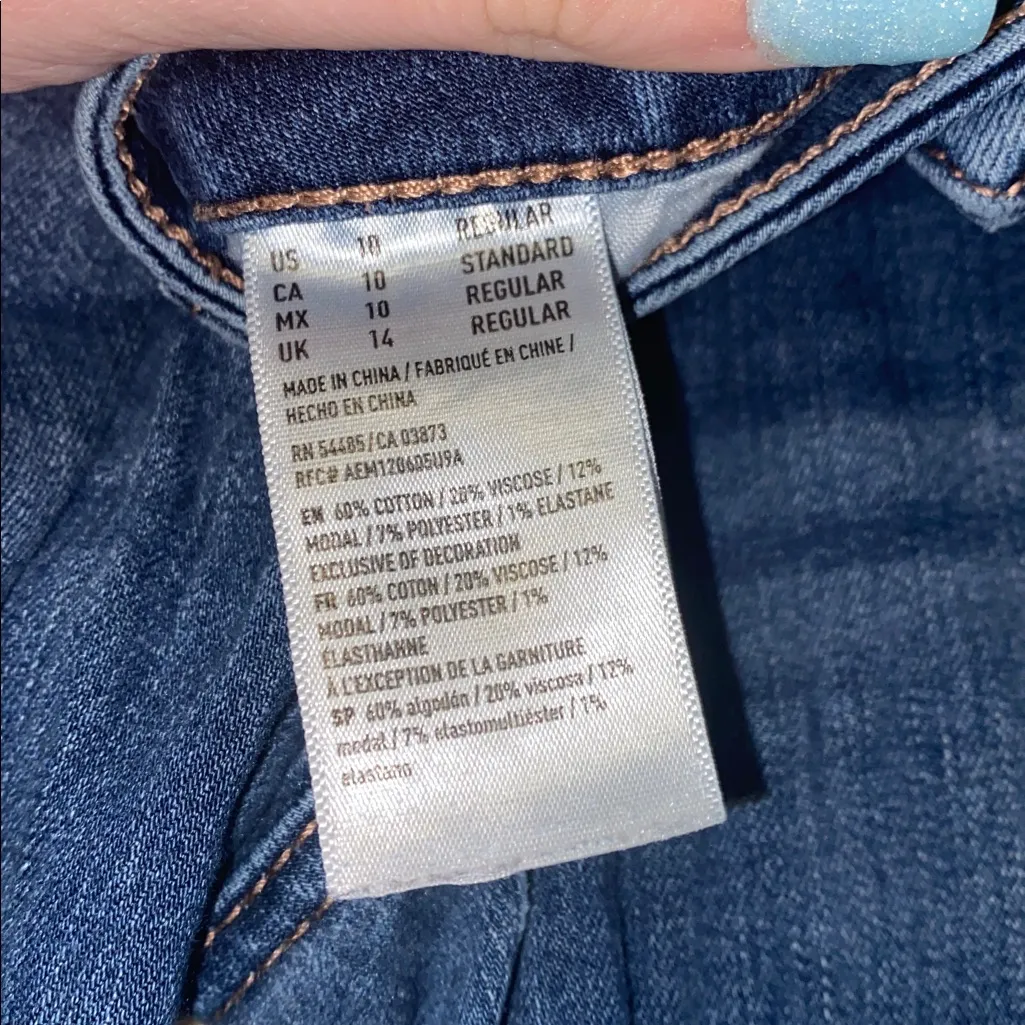 US 10 REGULAR
CA 10 STANDARD
MX 10 REGULAR
UK 14 REGULAR
MADE IN CHINA / FABRIQUÉ EN CHINE /
HECHO EN CHINA
RN 54485/CA 03873
RFC# AEM120605U9A
EN 60% COTTON / 20% VISCOSE / 12%
MODAL / 7% POLYESTER / 1% ELASTANE
EXCLUSIVE OF DECORATION
FR 60% COTON / 20% VISCOSE / 12%
MODAL / 7% POLYESTER / 1%
ÉLASTHANNE
À L'EXCEPTION DE LA GARNITURE
SP 60% algodón / 20% viscosa / 12%
modal / 7% elastomultiéster / 1%
elastano